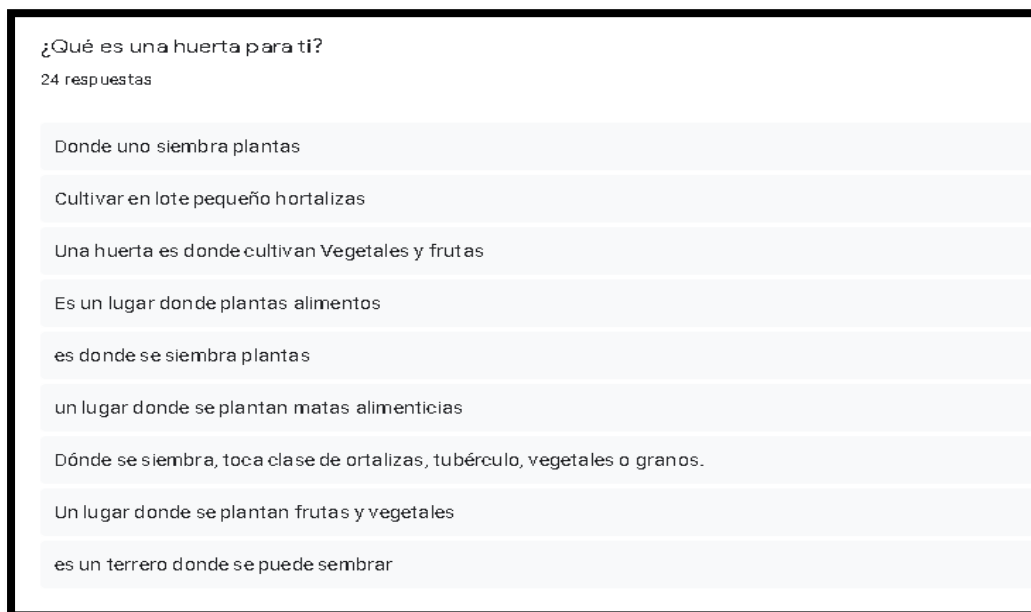 ¿Qué es una huerta para ti?
24 respuestas
Donde uno siembra plantas
Cultivar en lote pequeño hortalizas
Una huerta es donde cultivan Vegetales y frutas
Es un lugar donde plantas alimentos
es donde se siembra plantas
un lugar donde se plantan matas alimenticias
Dónde se siembra, toca clase de ortalizas, tubérculo, vegetales o granos.
Un lugar donde se plantan frutas y vegetales
es un terrero donde se puede sembrar